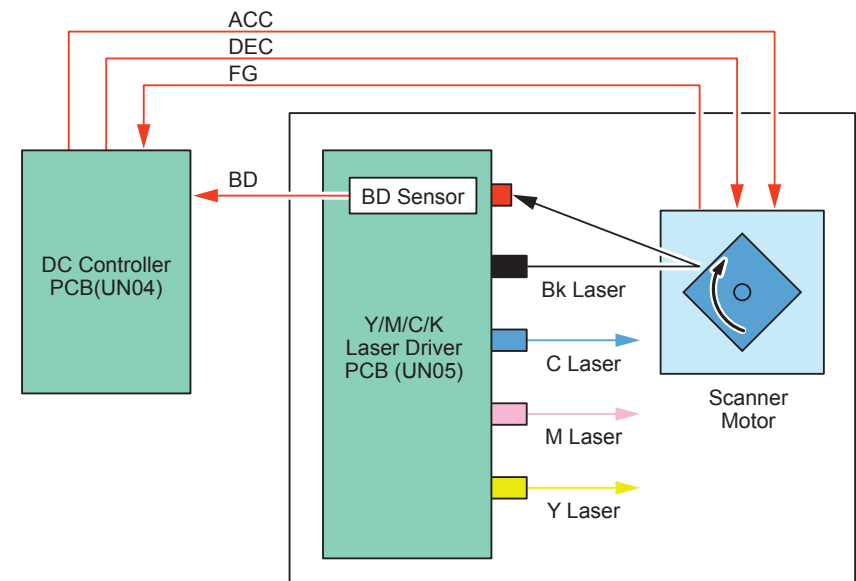 ACC
DEC
FG
BD
BD Sensor
DC Controller
PCB(UN04)
Bk Laser
Y/M/C/K
Laser Driver
PCB (UN05)
C Laser
Scanner
Motor
M Laser
Y Laser